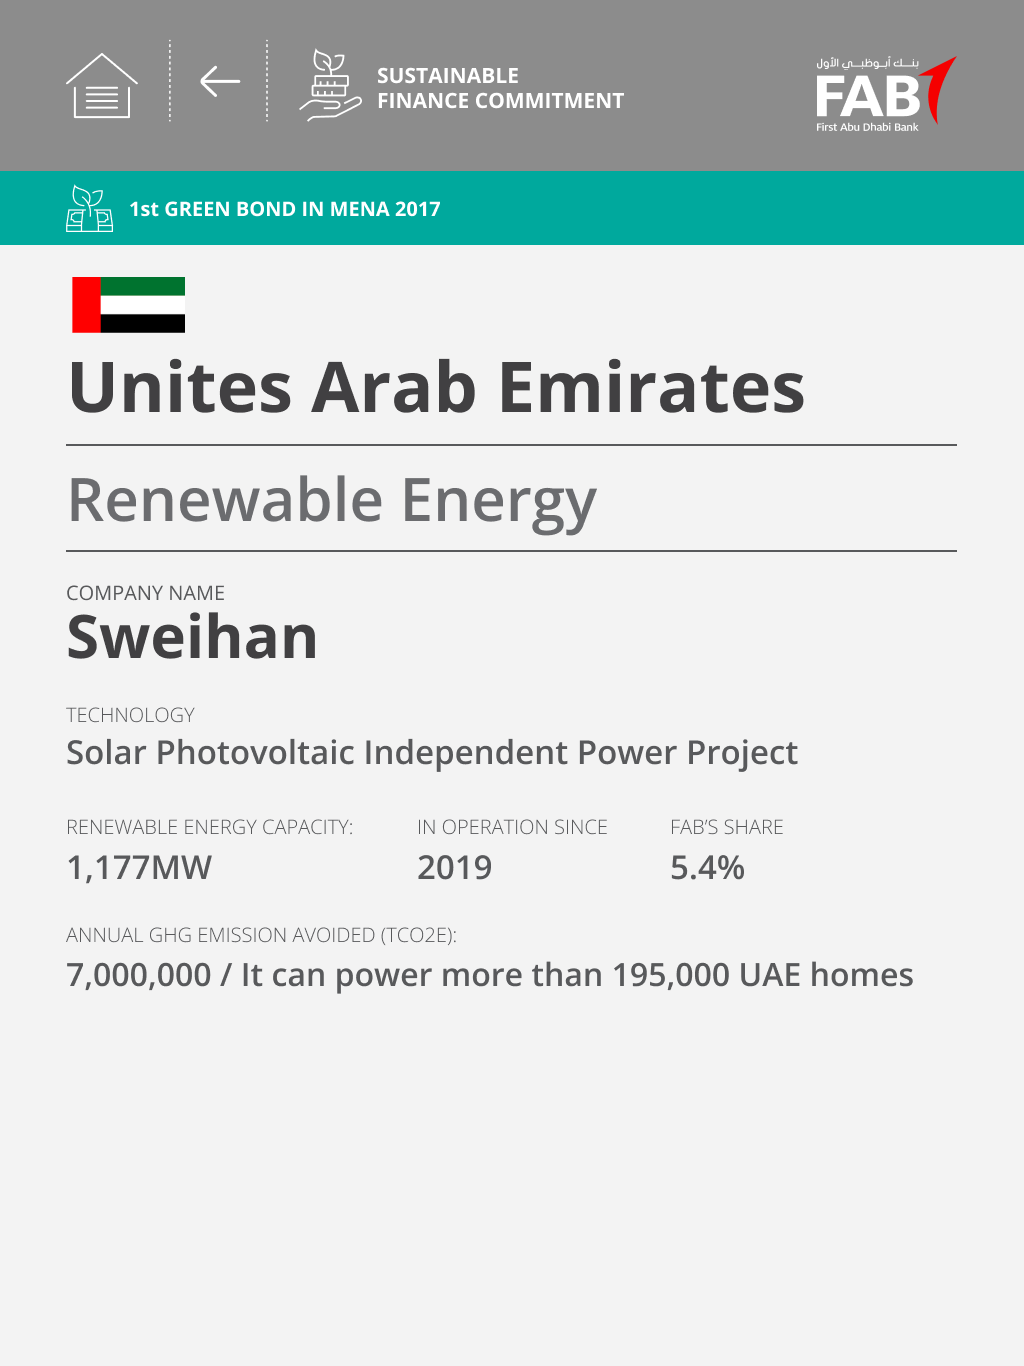 SUSTAINABLE
FINANCE COMMITMENT
بنك أبوظبي الأول
FAB
First Abu Dhabi Bank
1st GREEN BOND IN MENA 2017
Unites Arab Emirates
Renewable Energy
COMPANY NAME
Sweihan
TECHNOLOGY
Solar Photovoltaic Independent Power Project
RENEWABLE ENERGY CAPACITY: IN OPERATION SINCE FAB’S SHARE
1,177MW 2019 5.4%
ANNUAL GHG EMISSION AVOIDED (TCO2E):
7,000,000 / It can power more than 195,000 UAE homes